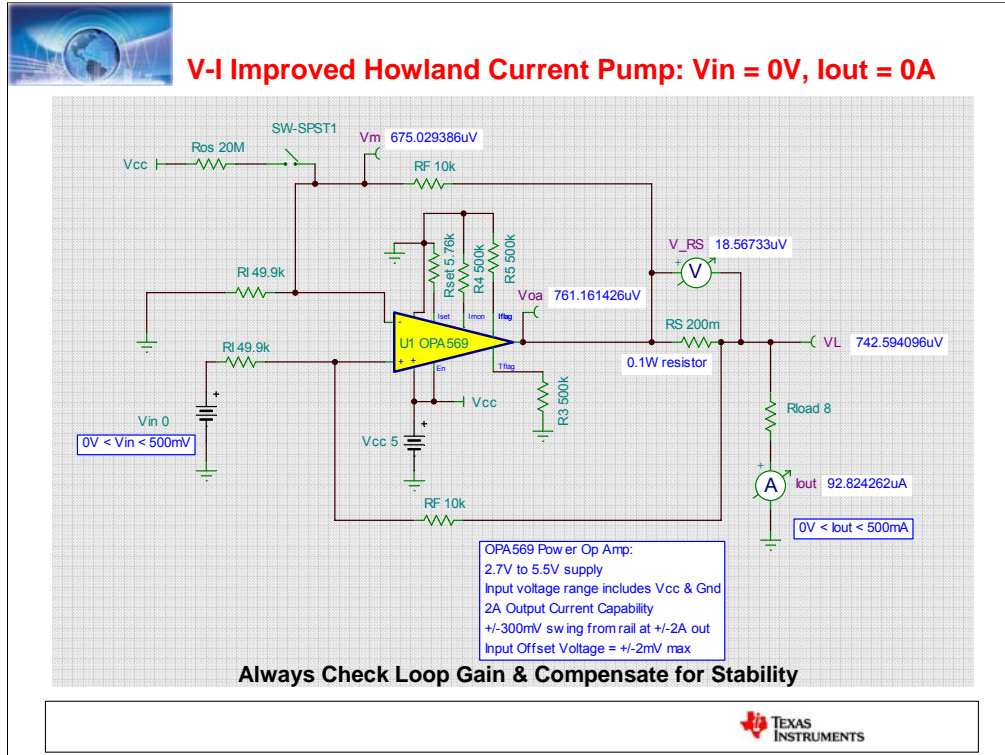 V-I Improved Howland Current Pump: Vin = 0V, Iout = 0A
SW-SPST1
Vm 675.029386uV
Ros 20M
Vcc
RF 10k
V_RS 18.56733uV
+
V
Rset 5.76k
R4 500k
R5 500k
RI 49.9k
Voa
761.161426uV
Iset
Imon
Iflag
-
U1 OPA569
RS 200m
VL 742.594096uV
0.1W resistor
RI 49.9k
+ +
En
Tflag
+
Vcc
R3 500k
Rload 8
Vin 0
+
0V < Vin < 500mV
Vcc 5
+
A
Iout 92.824262uA
RF 10k
0V < Iout < 500mA
OPA569 Power Op Amp:
2.7V to 5.5V supply
Input voltage range includes Vcc & Gnd
2A Output Current Capability
+/-300mV swing from rail at +/-2A out
Input Offset Voltage = +/-2mV max
Always Check Loop Gain & Compensate for Stability
TEXAS
INSTRUMENTS